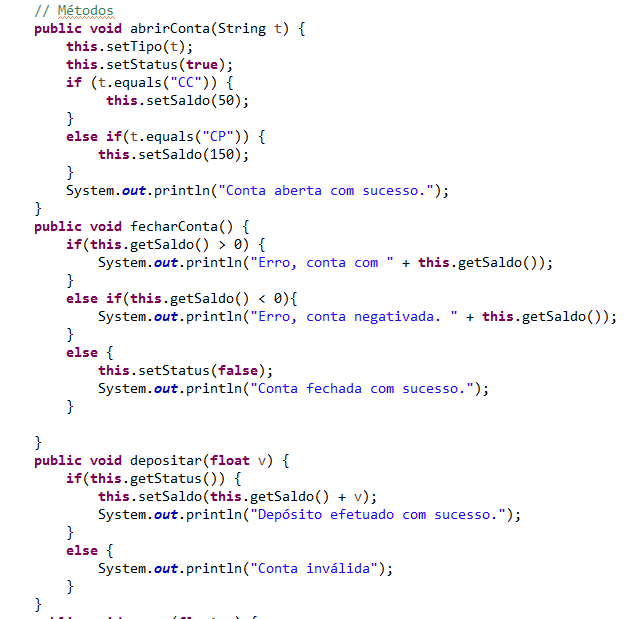 // Métodos
public void abrirConta(String t) {
this.setTipo(t);
this.setStatus(true);
if (t.equals("CC")) {
this.setSaldo(50);
}
else if(t.equals("CP")) {
this.setSaldo(150);
}
System.out.println("Conta aberta com sucesso.");
}
public void fecharConta() {
if(this.getSaldo() > 0) {
System.out.println("Erro, conta com " + this.getSaldo());
}
else if(this.getSaldo() < 0){
System.out.println("Erro, conta negativada. " + this.getSaldo());
}
else {
this.setStatus(false);
System.out.println("Conta fechada com sucesso.");
}
}
public void depositar(float v) {
if(this.getStatus()) {
this.setSaldo(this.getSaldo() + v);
System.out.println("Depósito efetuado com sucesso.");
}
else {
System.out.println("Conta inválida");
}
}